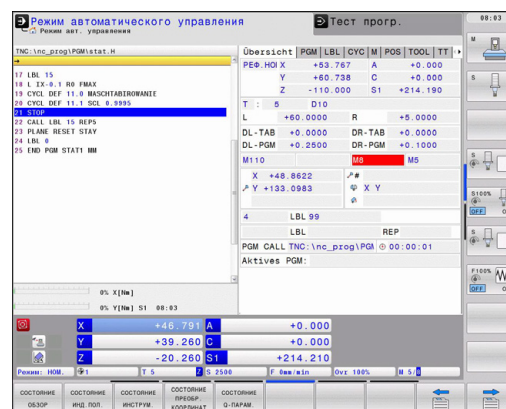 Режим автоматического управления
Режим авт. управления
Тест прогр.
08:03
TNC:\nc_prog\PGM\stat.H
→
17 LBL 15
18 L IX-0.1 R0 FMAX
19 CYCL DEF 11.0 MASCHTABIROWANIE
20 CYCL DEF 11.1 SCL 0.9995
21 STOP
22 CALL LBL 15 REP5
23 PLANE RESET STAY
24 LBL 0
25 END PGM STAT1 MM
0% X[Nm]
0% Y[Nm] S1 08:03
Übersicht PGM LBL CYC M POS TOOL TT
РЕФ.НОІ X +53.767 A +0.000
Y +60.738 C +0.000
Z -110.000 S1 +214.190
T : 5 D10
L +60.0000 R +5.0000
DL-TAB +0.0000 DR-TAB +0.0000
DL-PGM +0.2500 DR-PGM +0.1000
M110 M8 M5
X +48.8622 #
Y +133.0983 X Y
4 LBL 99
LBL REP
PGM CALL TNC:\nc_prog\PGM 00:00:01
Aktives PGM:
X +46.791 A +0.000
Y +39.260 C +0.000
Z -20.260 S1 +214.210
Режим: НОМ. 1 T 5 Z S 2500 F 0mm/min Ovr 100% M 5/8
СОСТОЯНИЕ ОБЗОР
СОСТОЯНИЕ ИНД. ПОЛ.
СОСТОЯНИЕ ИНСТРУМ.
СОСТОЯНИЕ ПРЕОБР. КООРДИНАТ
СОСТОЯНИЕ Q-ПАРАМ.
M
S
S
S100%
OFF
S
F100%
OFF